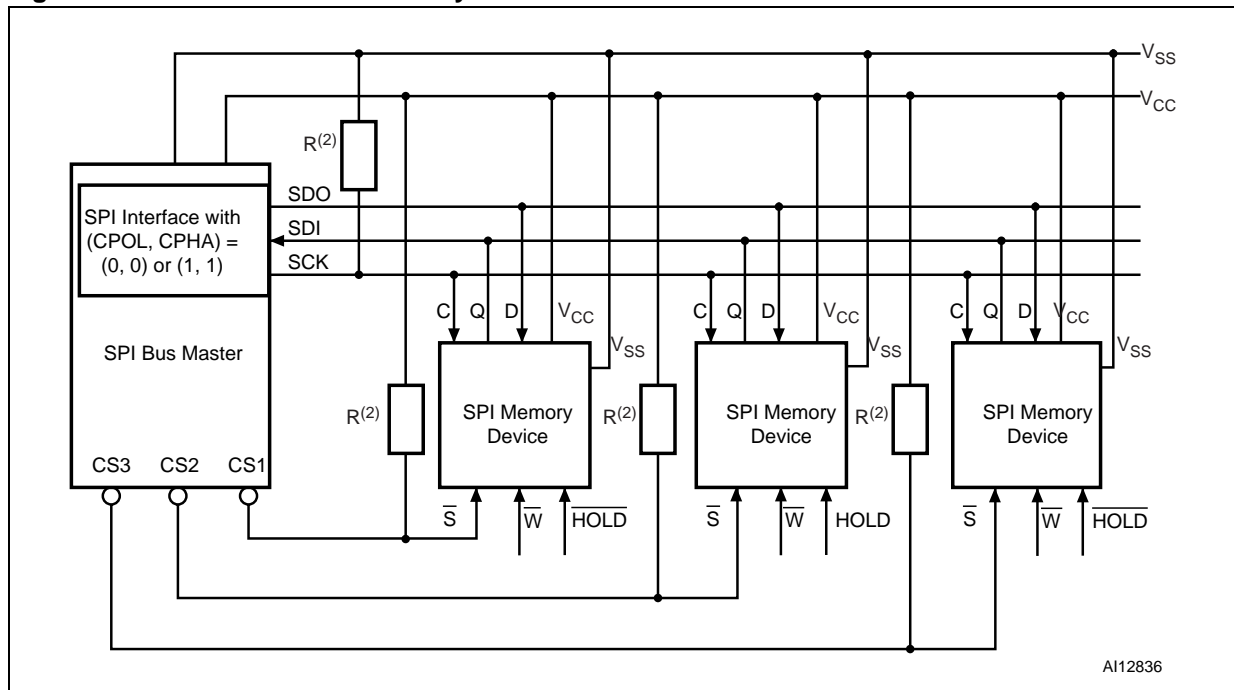 VSS
VCC
R(2)
SDO
SPI Interface with
(CPOL, CPHA) =
(0, 0) or (1, 1)
SDI
SCK
SPI Bus Master
C Q D VCC VSS
C Q D VCC VSS
C Q D VCC VSS
R(2)
SPI Memory
Device
R(2)
SPI Memory
Device
R(2)
SPI Memory
Device
CS3 CS2 CS1
S̅ W̅ H̅O̅L̅D̅
S̅ W̅ HOLD
S̅ W̅ H̅O̅L̅D̅
AI12836